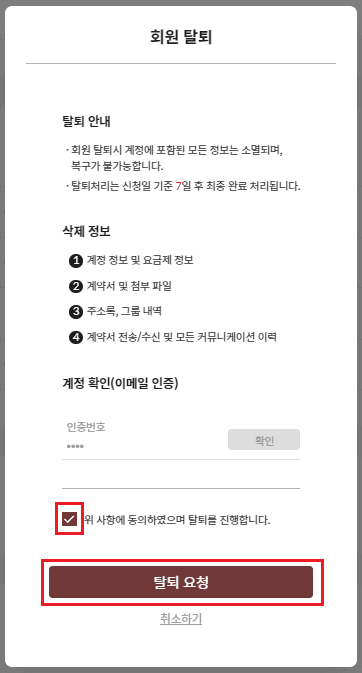 회원 탈퇴
탈퇴 안내
· 회원 탈퇴시 계정에 포함된 모든 정보는 소멸되며,
복구가 불가능합니다.
· 탈퇴처리는 신청일 기준 7일 후 최종 완료 처리됩니다.
삭제 정보
1 계정 정보 및 요금제 정보
2 계약서 및 첨부 파일
3 주소록, 그룹 내역
4 계약서 전송/수신 및 모든 커뮤니케이션 이력
계정 확인(이메일 인증)
인증번호
•••• 확인
위 사항에 동의하였으며 탈퇴를 진행합니다.
탈퇴 요청
취소하기